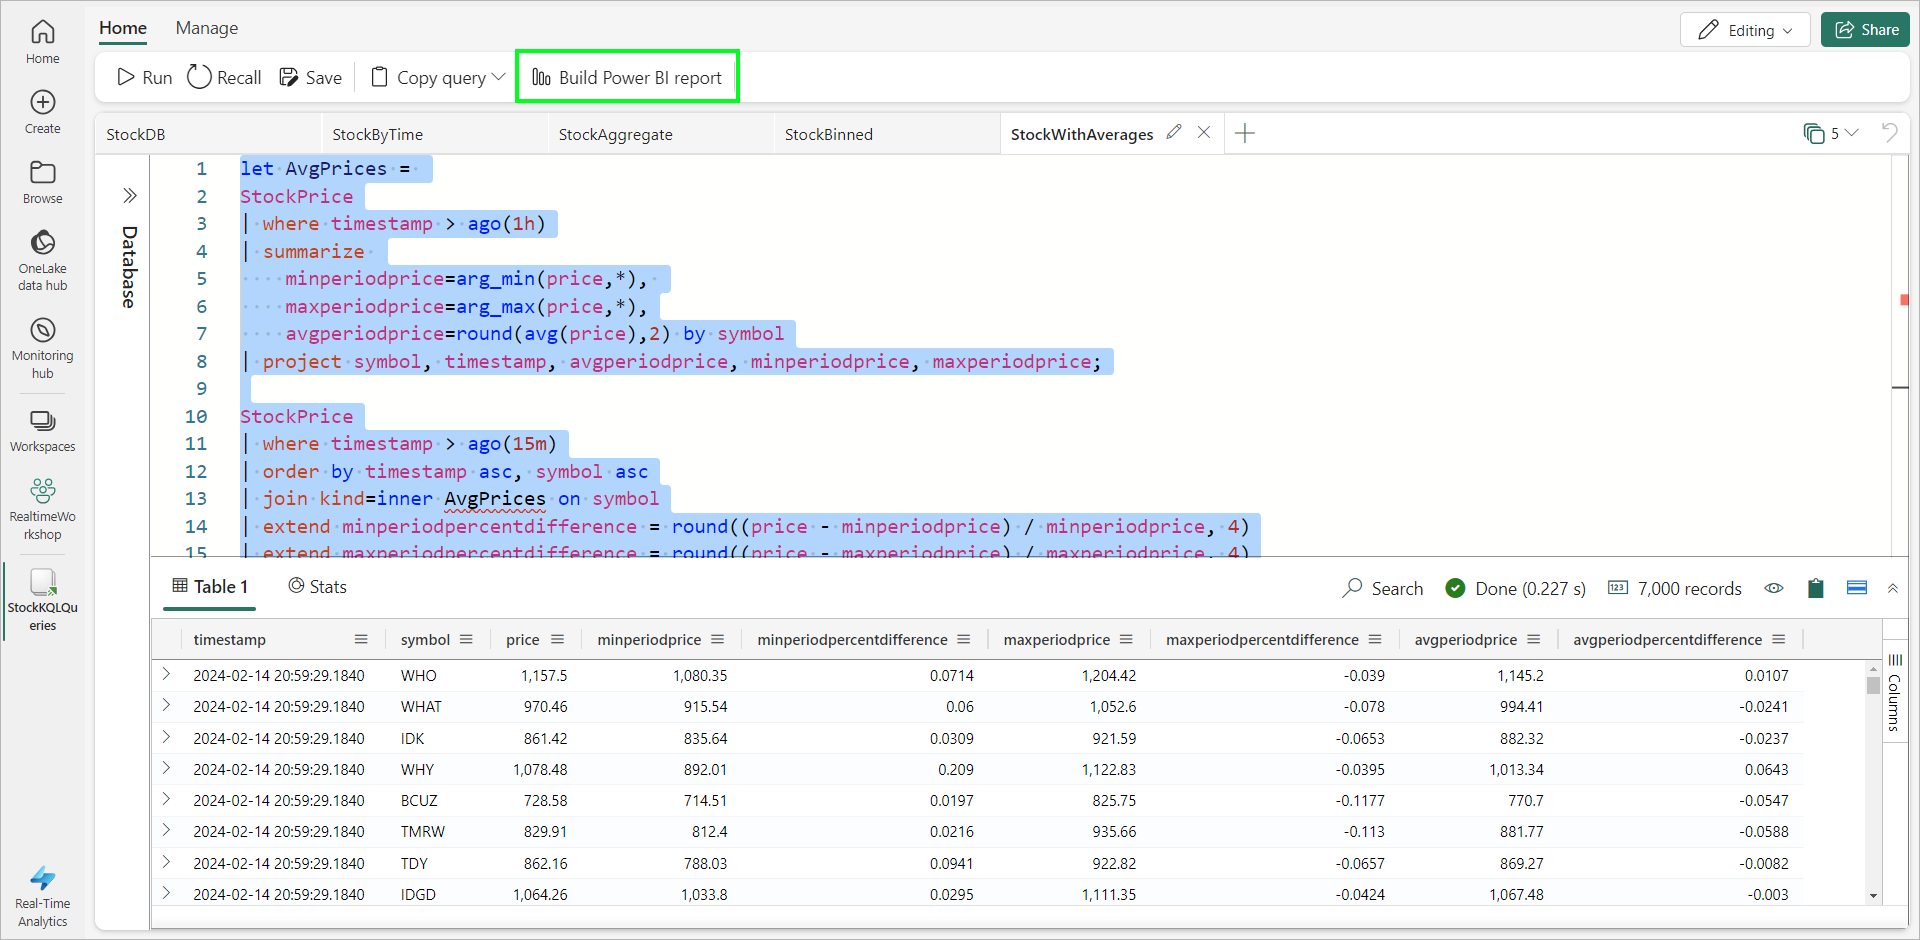 Home
Manage
Editing
Share
Run
Recall
Save
Copy query
Build Power BI report
Home
Create
Browse
OneLake
data hub
Monitoring
hub
Workspaces
RealtimeWo
rkshop
StockKQLQu
eries
Real-Time
Analytics
StockDB
StockByTime
StockAggregate
StockBinned
StockWithAverages
5
Database
1 let AvgPrices =
2 StockPrice
3 | where timestamp > ago(1h)
4 | summarize
5 minperiodprice=arg_min(price,*),
6 maxperiodprice=arg_max(price,*),
7 avgperiodprice=round(avg(price),2) by symbol
8 | project symbol, timestamp, avgperiodprice, minperiodprice, maxperiodprice;
9
10 StockPrice
11 | where timestamp > ago(15m)
12 | order by timestamp asc, symbol asc
13 | join kind=inner AvgPrices on symbol
14 | extend minperiodpercentdifference = round((price - minperiodprice) / minperiodprice, 4)
15 | extend maxperiodpercentdifference = round((price - maxperiodprice) / maxperiodprice, 4)
Table 1
Stats
Search
Done (0.227 s)
123
7,000 records
timestamp symbol price minperiodprice minperiodpercentdifference maxperiodprice maxperiodpercentdifference avgperiodprice avgperiodpercentdifference
2024-02-14 20:59:29.1840 WHO 1,157.5 1,080.35 0.0714 1,204.42 -0.039 1,145.2 0.0107
2024-02-14 20:59:29.1840 WHAT 970.46 915.54 0.06 1,052.6 -0.078 994.41 -0.0241
2024-02-14 20:59:29.1840 IDK 861.42 835.64 0.0309 921.59 -0.0653 882.32 -0.0237
2024-02-14 20:59:29.1840 WHY 1,078.48 892.01 0.209 1,122.83 -0.0395 1,013.34 0.0643
2024-02-14 20:59:29.1840 BCUZ 728.58 714.51 0.0197 825.75 -0.1177 770.7 -0.0547
2024-02-14 20:59:29.1840 TMRW 829.91 812.4 0.0216 935.66 -0.113 881.77 -0.0588
2024-02-14 20:59:29.1840 TDY 862.16 788.03 0.0941 922.82 -0.0657 869.27 -0.0082
2024-02-14 20:59:29.1840 IDGD 1,064.26 1,033.8 0.0295 1,111.35 -0.0424 1,067.48 -0.003
Columns